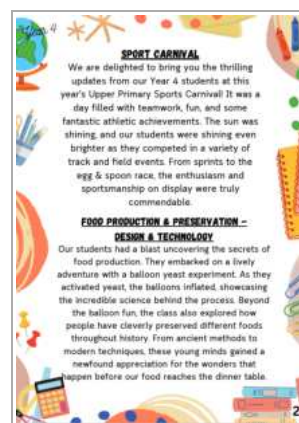 Year 4
SPORT CARNIVAL
We are delighted to bring you the thrilling
updates from our Year 4 students at this
year's Upper Primary Sports Carnival! It was a
day filled with teamwork, fun, and some
fantastic athletic achievements. The sun was
shining, and our students were shining even
brighter as they competed in a variety of
track and field events. From sprints to the
egg & spoon race, the enthusiasm and
sportsmanship on display were truly
commendable.
FOOD PRODUCTION & PRESERVATION –
DESIGN & TECHNOLOGY
Our students had a blast uncovering the secrets of
food production. They embarked on a lively
adventure with a balloon yeast experiment. As they
activated yeast, the balloons inflated, showcasing
the incredible science behind the process. Beyond
the balloon fun, the class also explored how
people have cleverly preserved different foods
throughout history. From ancient methods to
modern techniques, these young minds gained a
newfound appreciation for the wonders that
happen before our food reaches the dinner table.
2